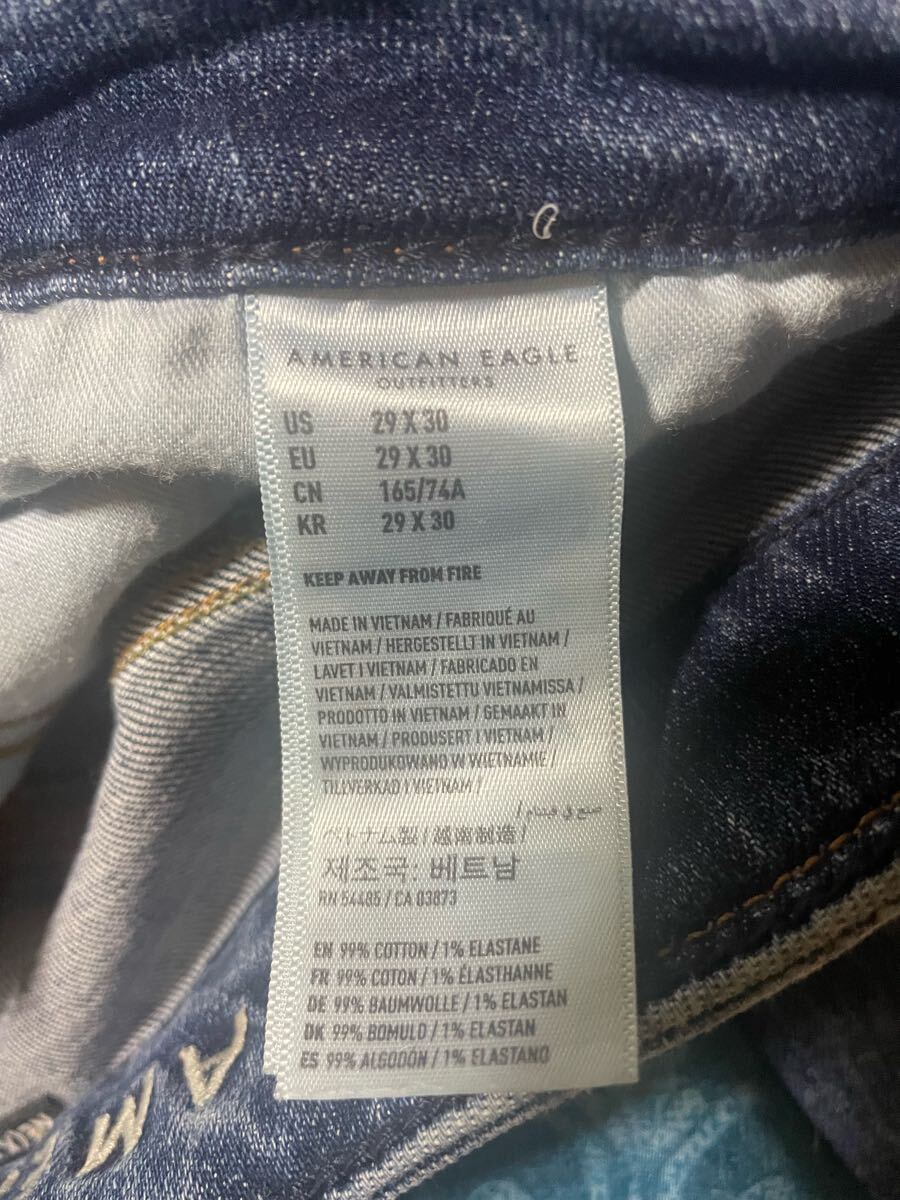 AMERICAN EAGLE
OUTFITTERS
US 29 X 30
EU 29 X 30
CN 165/74A
KR 29 X 30
KEEP AWAY FROM FIRE
MADE IN VIETNAM / FABRIQUÉ AU
VIETNAM / HERGESTELLT IN VIETNAM /
LAVET I VIETNAM / FABRICADO EN
VIETNAM / VALMISTETTU VIETNAMISSA /
PRODOTTO IN VIETNAM / GEMAAKT IN
VIETNAM / PRODUSERT I VIETNAM /
WYPRODUKOWANO W WIETNAMIE /
TILLVERKAD I VIETNAM /
صنع في فيتنام /
ベトナム製 / 越南制造 /
제조국: 베트남
RN 54485 / CA 03873
EN 99% COTTON / 1% ELASTANE
FR 99% COTON / 1% ÉLASTHANNE
DE 99% BAUMWOLLE / 1% ELASTAN
DK 99% BOMULD / 1% ELASTAN
ES 99% ALGODÓN / 1% ELASTANO
AM